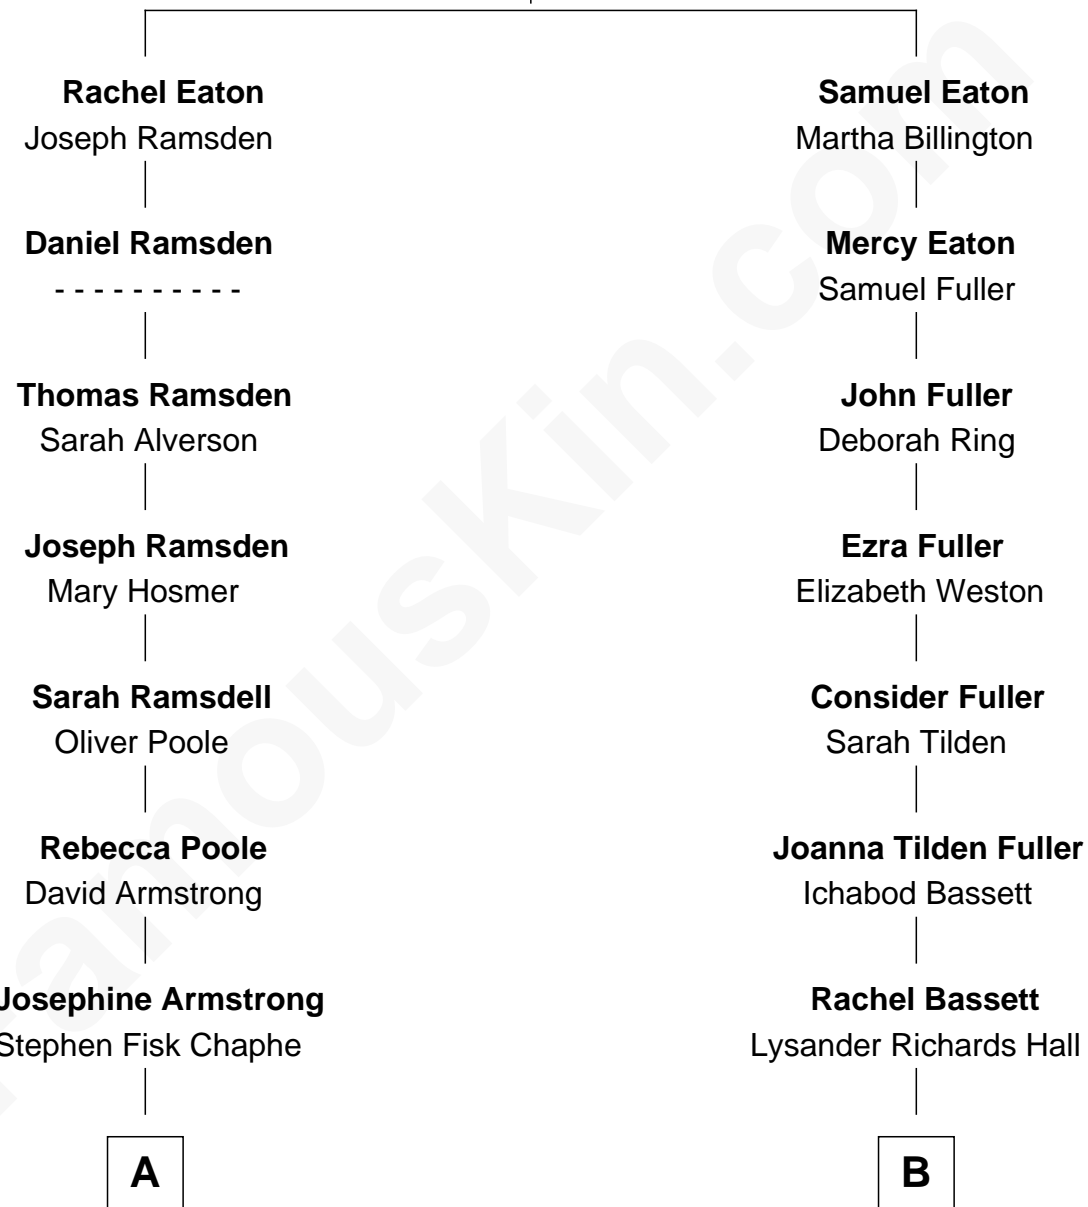 Rachel Eaton
Joseph Ramsden
Daniel Ramsden
- - - - - - - - - -
Thomas Ramsden
Sarah Alverson
Joseph Ramsden
Mary Hosmer
Sarah Ramsdell
Oliver Poole
Rebecca Poole
David Armstrong
Josephine Armstrong
Stephen Fisk Chaphe
A
Samuel Eaton
Martha Billington
Mercy Eaton
Samuel Fuller
John Fuller
Deborah Ring
Ezra Fuller
Elizabeth Weston
Consider Fuller
Sarah Tilden
Joanna Tilden Fuller
Ichabod Bassett
Rachel Bassett
Lysander Richards Hall
B
FamousKin.com